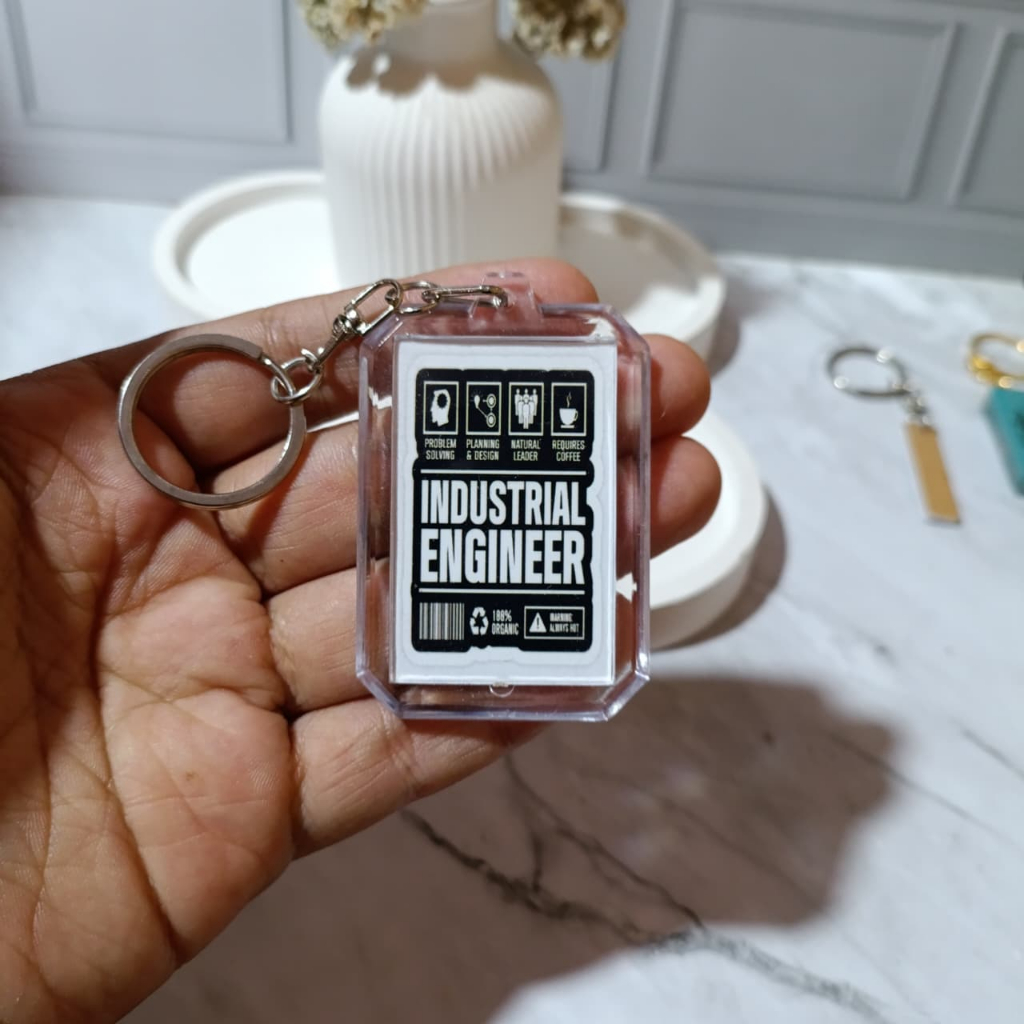 PROBLEM SOLVING
PLANNING & DESIGN
NATURAL LEADER
REQUIRES COFFEE
INDUSTRIAL
ENGINEER
100% ORGANIC
WARNING
ALWAYS HOT